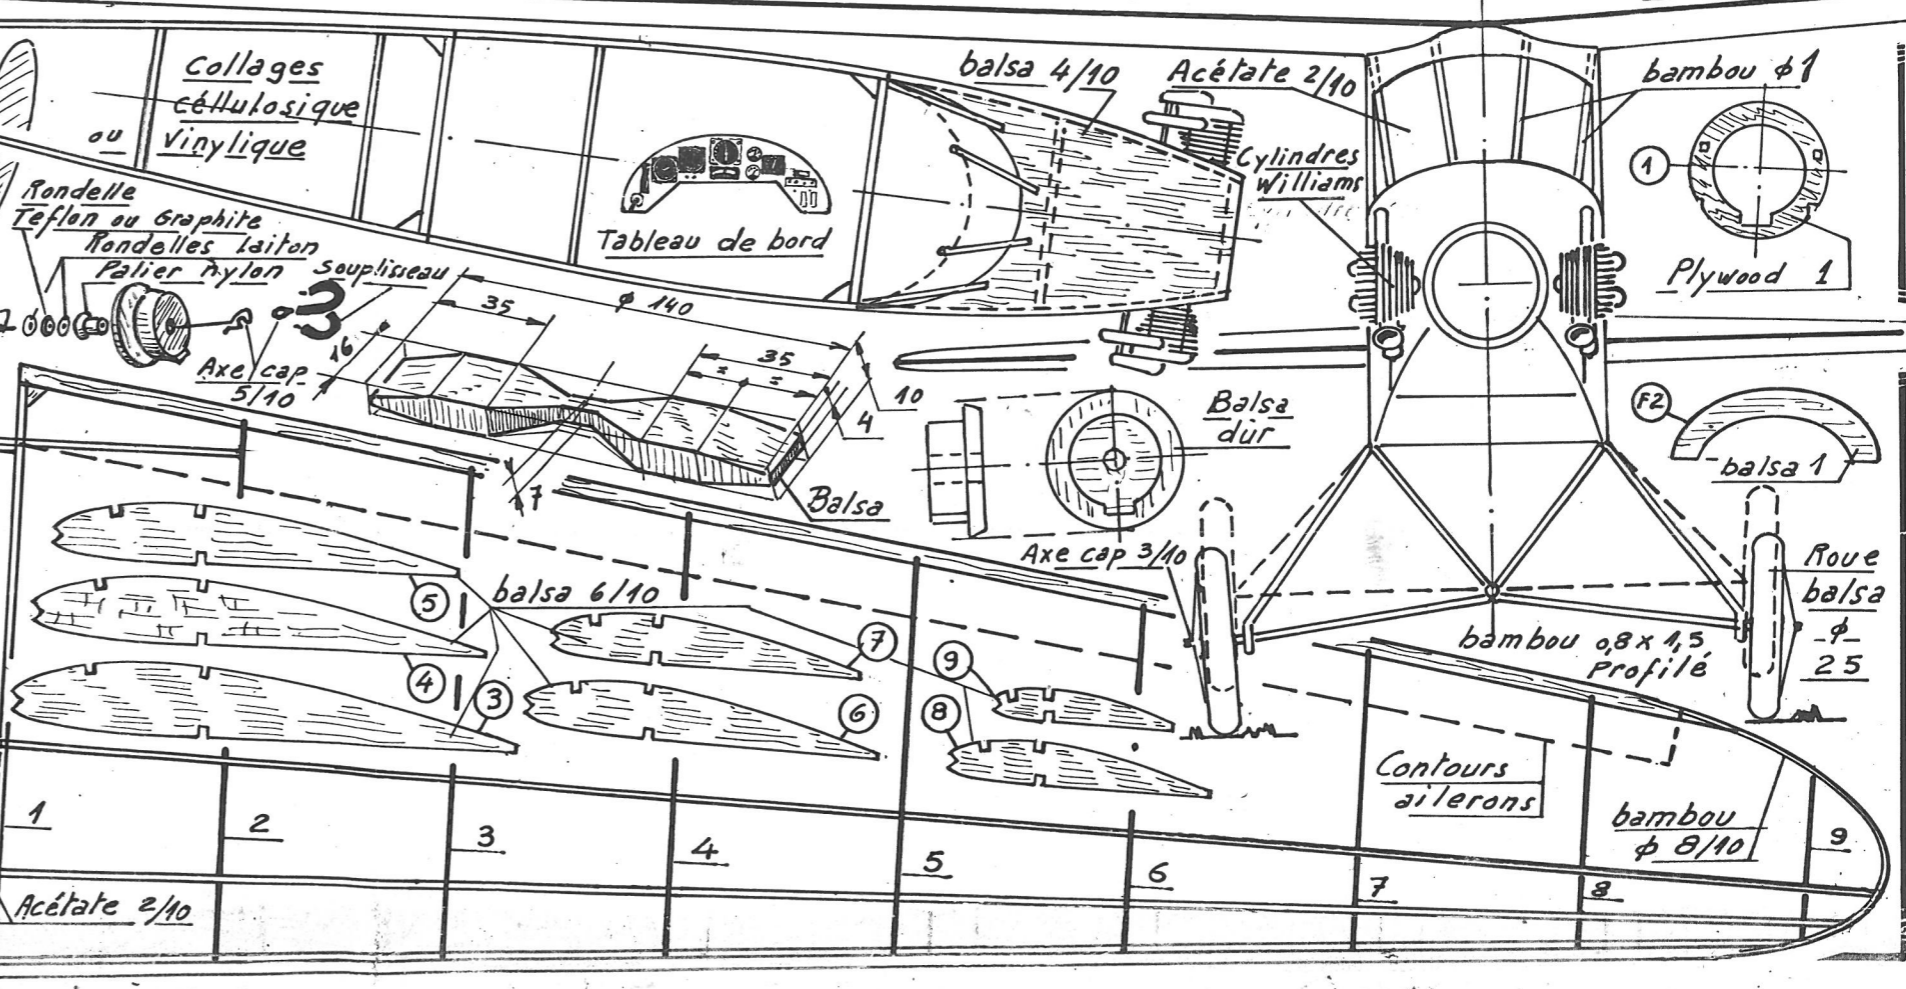 Collages
céllulosique
ou vinylique
balsa 4/10
Acétate 2/10
bambou ϕ 1
1
Plywood 1
Cylindres
Williams
Rondelle
Teflon ou Graphite
Rondelles Laiton
Palier nylon
Souplisseau
Axe cap
5/10
Tableau de bord
35
ϕ 140
16
35
= =
10
4
7
Balsa
Balsa
dur
F2
balsa 1
Axe cap 3/10
Roue
balsa
ϕ
25
bambou 0,8 x 1,5
Profilé
balsa 6/10
5
4
3
7
6
9
8
Contours
ailerons
bambou
ϕ 8/10
1
2
3
4
5
6
7
8
9
Acétate 2/10